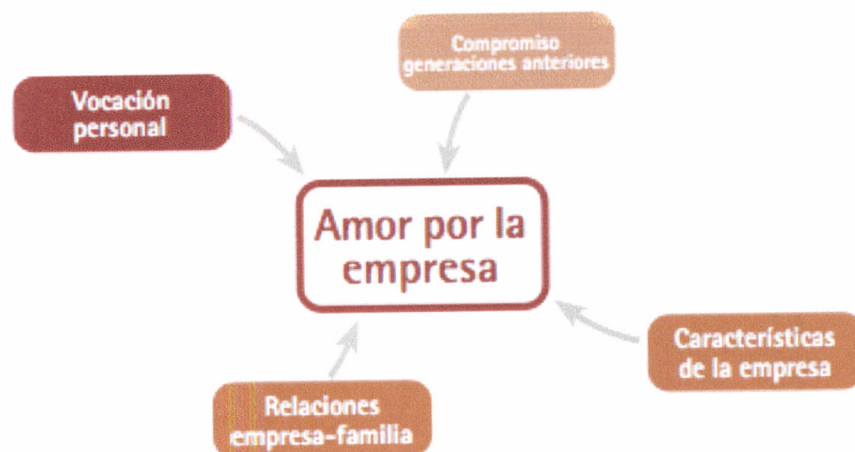 Compromiso
generaciones anteriores
Vocación
personal
Amor por la
empresa
Características
de la empresa
Relaciones
empresa-familia